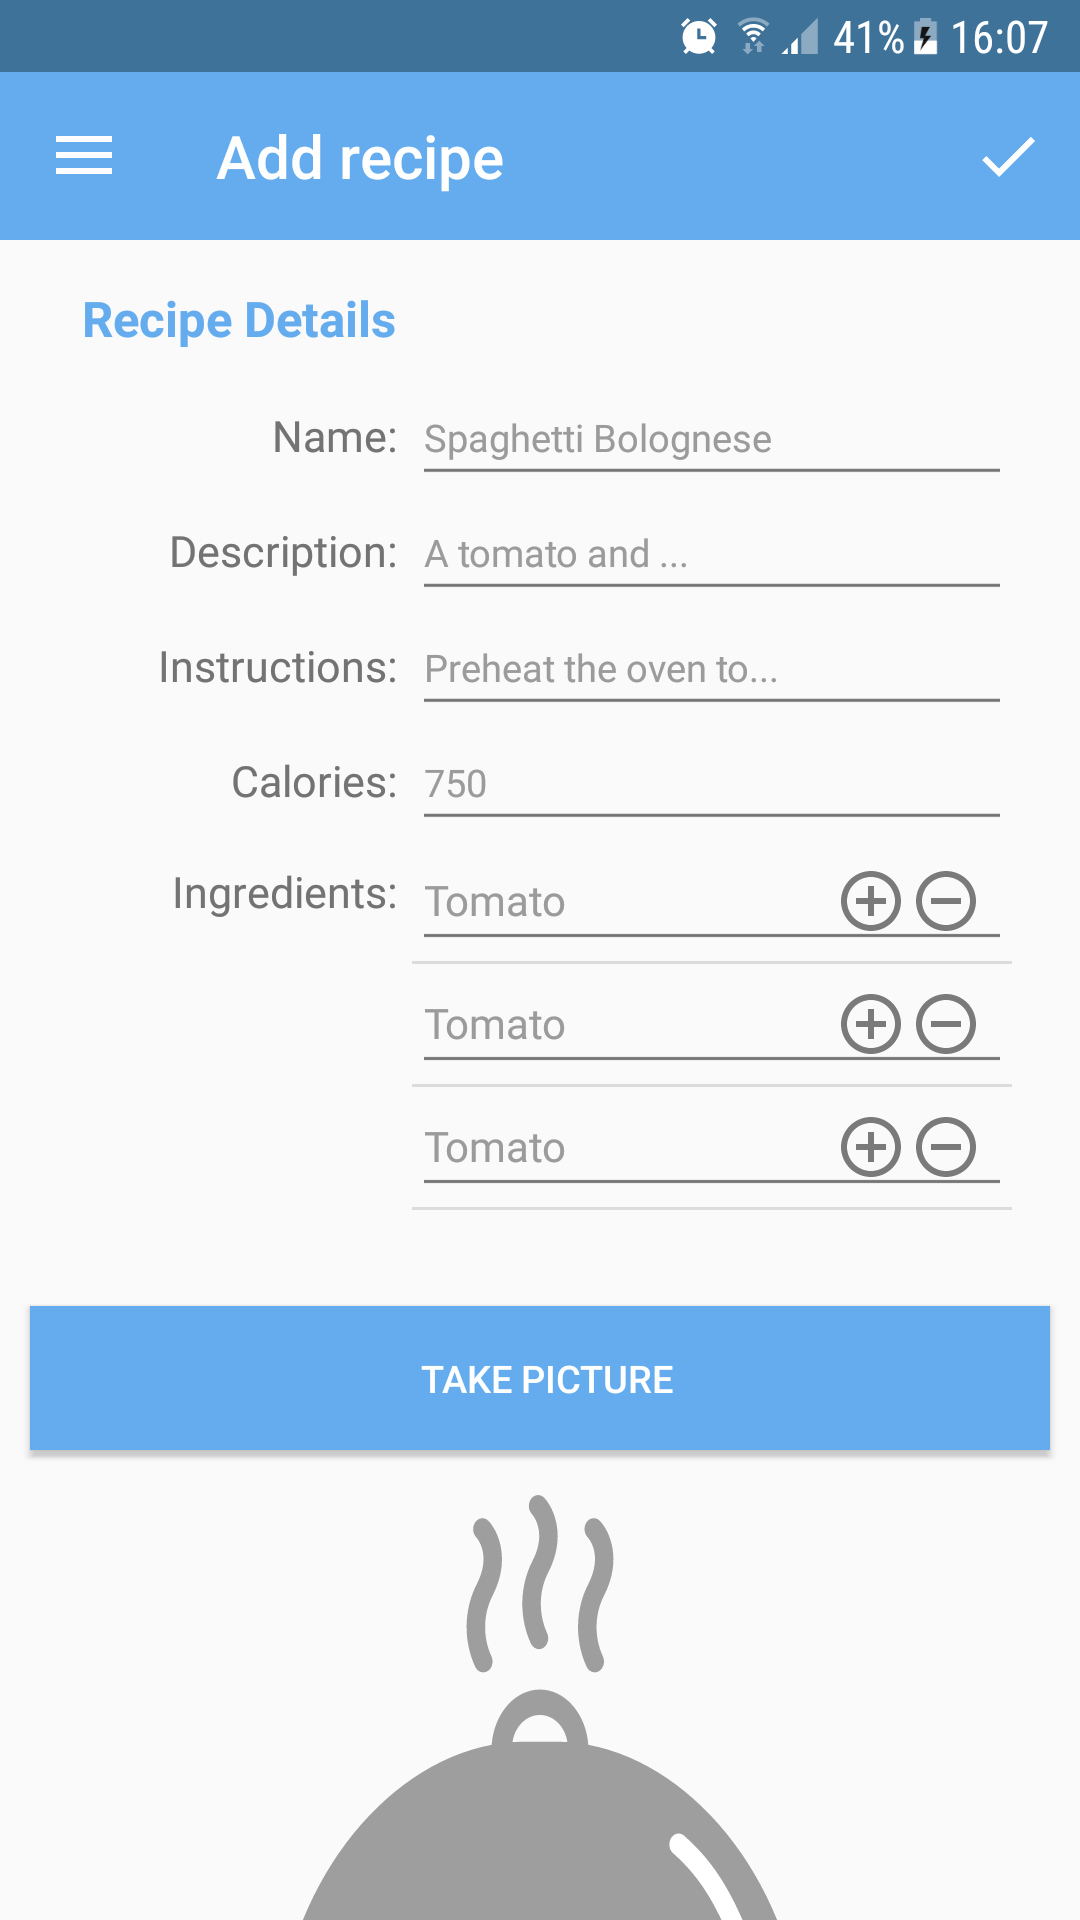 41% 16:07
Add recipe
Recipe Details
Name: Spaghetti Bolognese
Description: A tomato and ...
Instructions: Preheat the oven to...
Calories: 750
Ingredients: Tomato
Tomato
Tomato
TAKE PICTURE